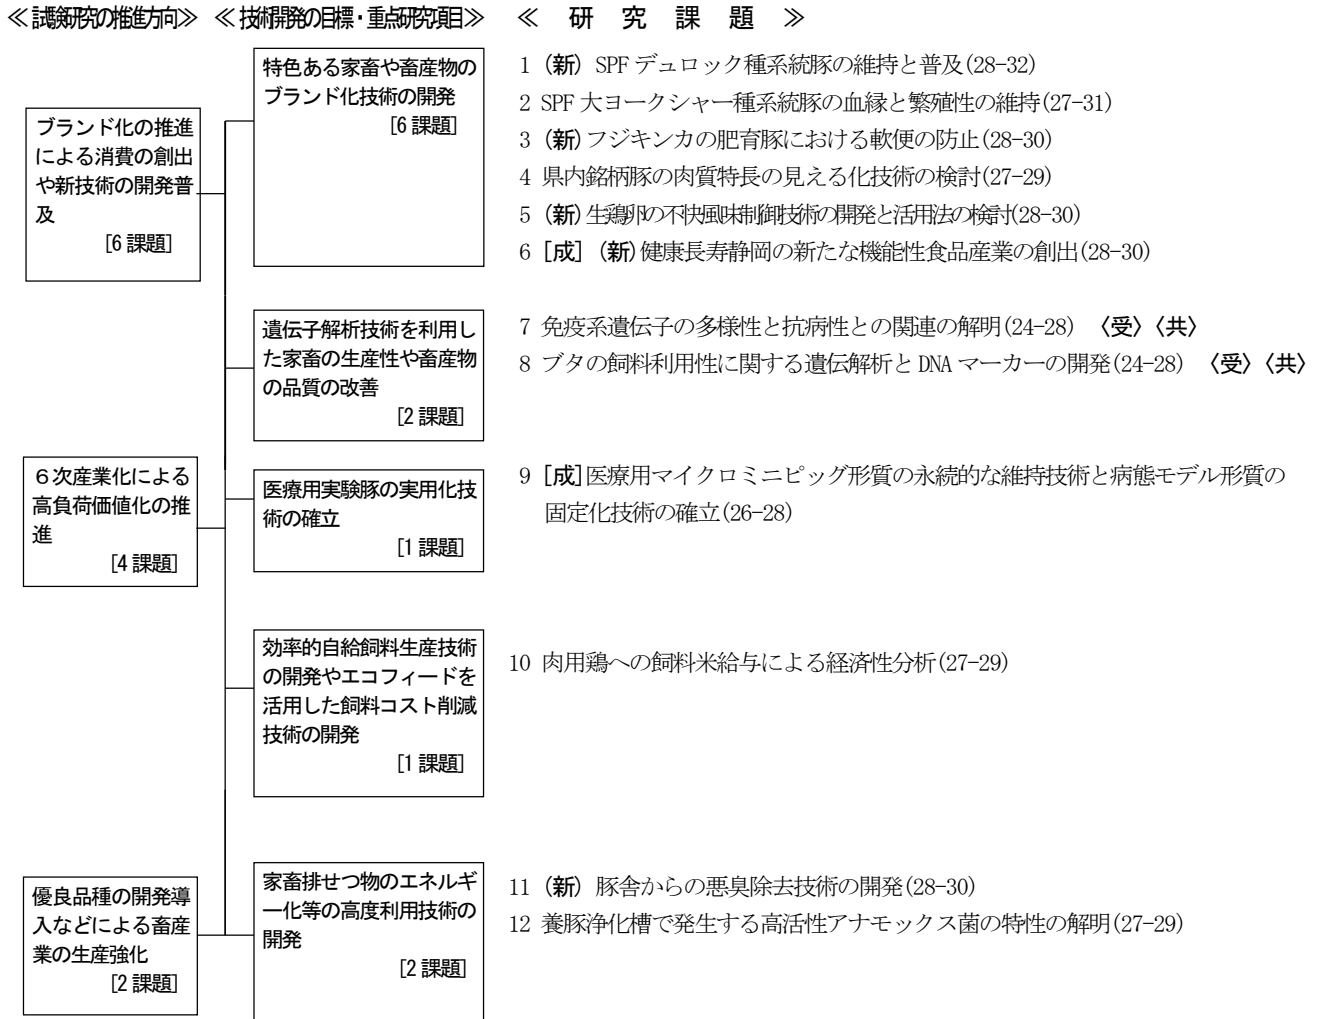 ≪試験研究の推進方向≫ ≪技術開発の目標・重点研究項目≫ ≪ 研 究 課 題 ≫
ブランド化の推進
による消費の創出
や新技術の開発普
及
[6 課題]
６次産業化による
高負荷価値化の推
進
[4 課題]
優良品種の開発導
入などによる畜産
業の生産強化
[2 課題]
特色ある家畜や畜産物の
ブランド化技術の開発
[6 課題]
遺伝子解析技術を利用し
た家畜の生産性や畜産物
の品質の改善
[2 課題]
医療用実験豚の実用化技
術の確立
[1 課題]
効率的自給飼料生産技術
の開発やエコフィードを
活用した飼料コスト削減
技術の開発
[1 課題]
家畜排せつ物のエネルギ
ー化等の高度利用技術の
開発
[2 課題]
1 (新) SPF デュロック種系統豚の維持と普及(28-32)
2 SPF 大ヨークシャー種系統豚の血縁と繁殖性の維持(27-31)
3 (新)フジキンカの肥育豚における軟便の防止(28-30)
4 県内銘柄豚の肉質特長の見える化技術の検討(27-29)
5 (新)生鶏卵の不快風味制御技術の開発と活用法の検討(28-30)
6 [成] (新)健康長寿静岡の新たな機能性食品産業の創出(28-30)
7 免疫系遺伝子の多様性と抗病性との関連の解明(24-28) 〈受〉〈共〉
8 ブタの飼料利用性に関する遺伝解析と DNA マーカーの開発(24-28) 〈受〉〈共〉
9 [成]医療用マイクロミニピッグ形質の永続的な維持技術と病態モデル形質の
固定化技術の確立(26-28)
10 肉用鶏への飼料米給与による経済性分析(27-29)
11 (新) 豚舎からの悪臭除去技術の開発(28-30)
12 養豚浄化槽で発生する高活性アナモックス菌の特性の解明(27-29)